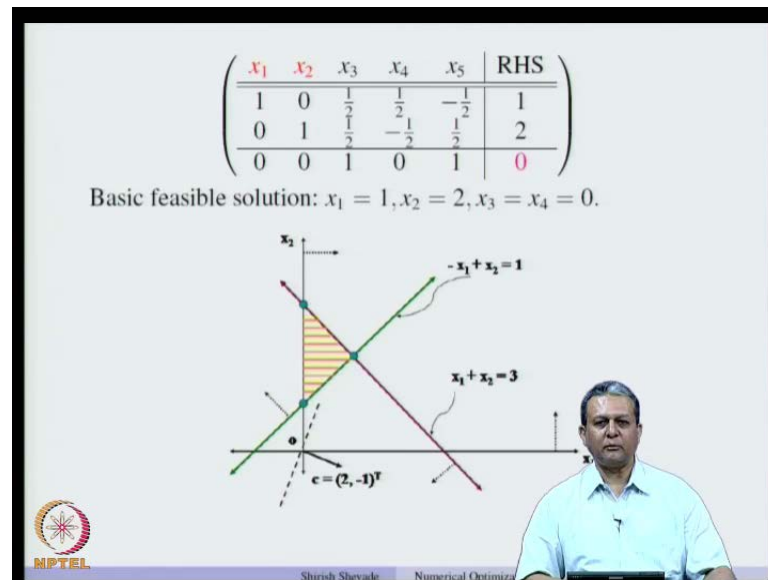 x₁ x₂ x₃ x₄ x₅ RHS
1 0 1/2 1/2 -1/2 1
0 1 1/2 -1/2 1/2 2
0 0 1 0 1 0
Basic feasible solution: x₁ = 1, x₂ = 2, x₃ = x₄ = 0.
x₂
- x₁ + x₂ = 1
x₁ + x₂ = 3
o
c = (2, -1)ᵀ
NPTEL
Shirish Shevade Numerical